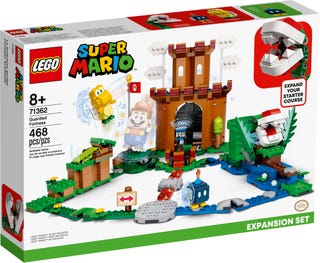 LEGO
SUPER
MARIO
8+
71362
Guarded
Fortress
468
pcs/pzs
EXPAND
YOUR
STARTER
COURSE
EXPANSION SET